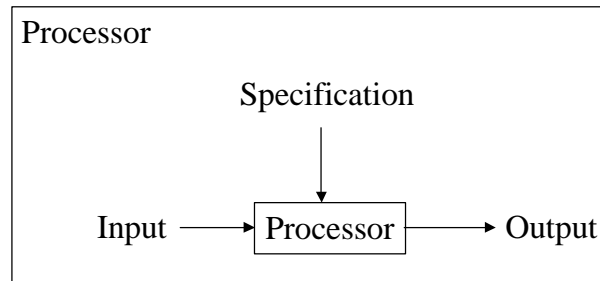 Processor
Specification
Input Processor Output